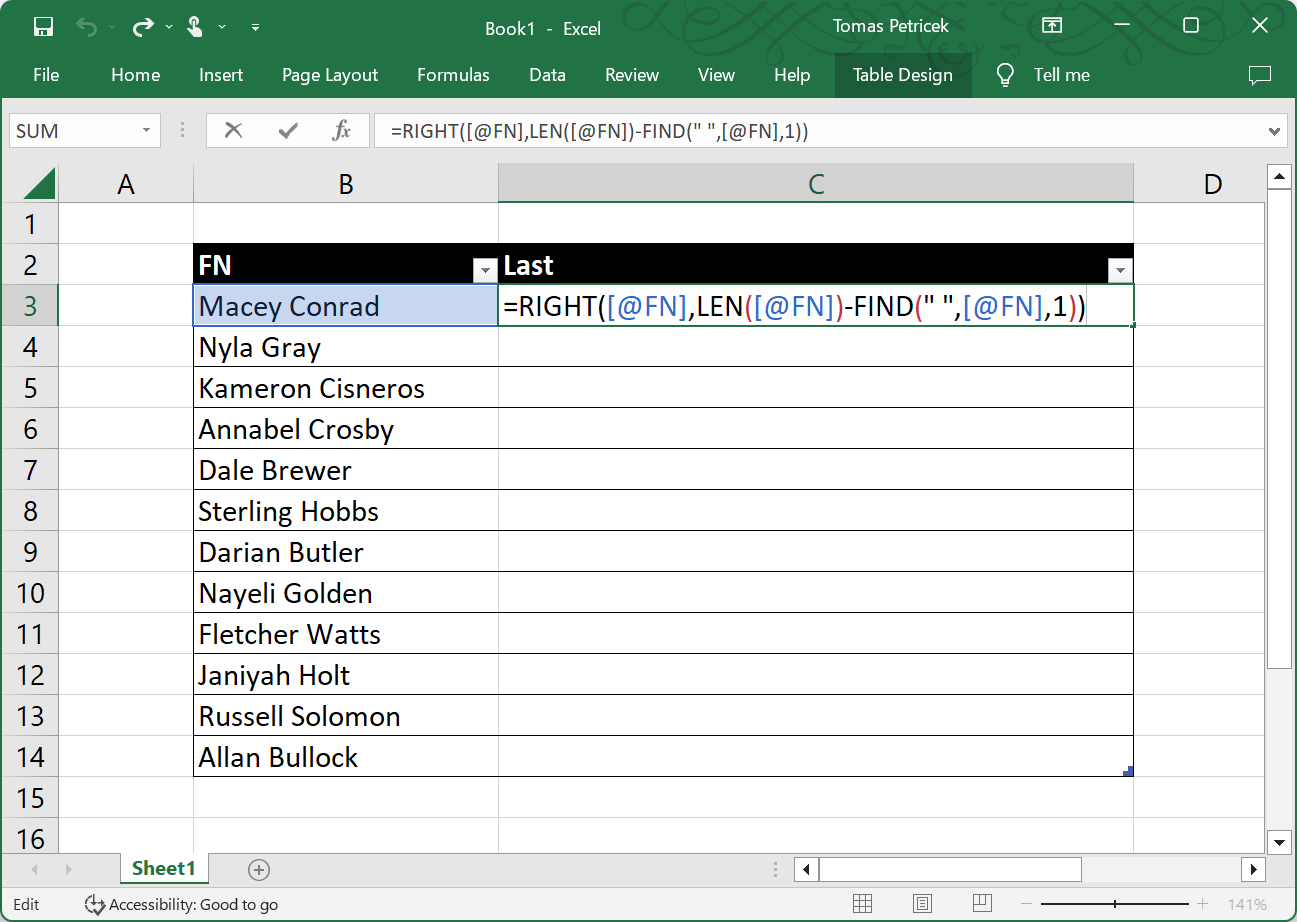 Book1 - Excel
Tomas Petricek
File Home Insert Page Layout Formulas Data Review View Help Table Design Tell me
SUM fx =RIGHT([@FN],LEN([@FN])-FIND(" ",[@FN],1))
A B C D
1
2 FN Last
3 Macey Conrad =RIGHT([@FN],LEN([@FN])-FIND(" ",[@FN],1))
4 Nyla Gray
5 Kameron Cisneros
6 Annabel Crosby
7 Dale Brewer
8 Sterling Hobbs
9 Darian Butler
10 Nayeli Golden
11 Fletcher Watts
12 Janiyah Holt
13 Russell Solomon
14 Allan Bullock
15
16
Sheet1
Edit Accessibility: Good to go 141%